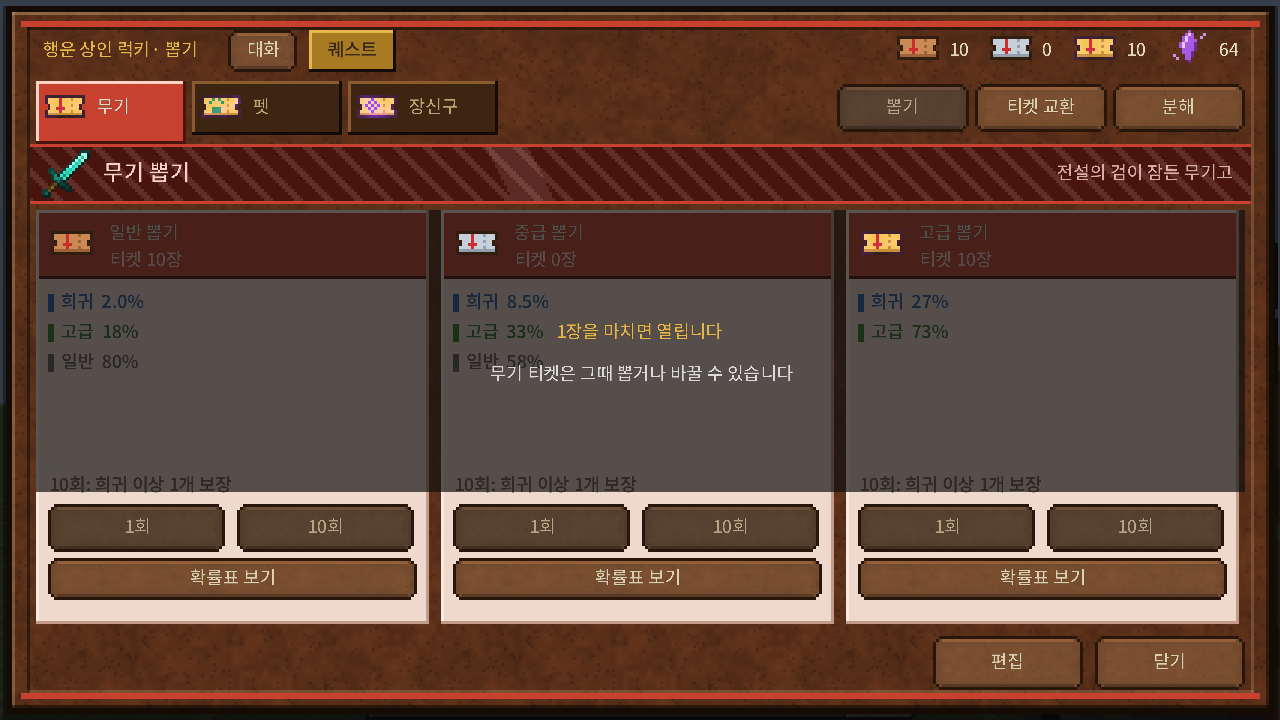 행운 상인 럭키 · 뽑기
대화
퀘스트
10
0
10
64
무기
펫
장신구
뽑기
티켓 교환
분해
무기 뽑기
전설의 검이 잠든 무기고
일반 뽑기
티켓 10장
희귀 2.0%
고급 18%
일반 80%
10회: 희귀 이상 1개 보장
1회
10회
확률표 보기
중급 뽑기
티켓 0장
희귀 8.5%
고급 33%
일반 58%
1장을 마치면 열립니다
무기 티켓은 그때 뽑거나 바꿀 수 있습니다
10회: 희귀 이상 1개 보장
1회
10회
확률표 보기
고급 뽑기
티켓 10장
희귀 27%
고급 73%
10회: 희귀 이상 1개 보장
1회
10회
확률표 보기
편집
닫기